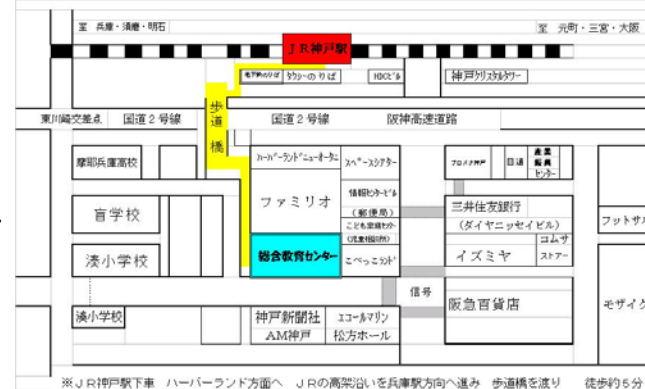 至 兵庫・須磨・明石
至 元町・三宮・大阪
JR神戸駅
地下鉄のりば
タクシーのりば
HDCビル
神戸クリスタルタワー
東川崎交差点
国道2号線
歩道橋
国道2号線
阪神高速道路
摩耶兵庫高校
ハーバーランドニューオータニ
スペースシアター
プロメナ神戸
日通
産業振興センター
盲学校
ファミリオ
情報センタービル
(郵便局)
三井住友銀行
(ダイヤニッセイビル)
フットサル
湊小学校
総合教育センター
こべっこランド
イズミヤ
コムサ
ストアー
信号
湊小学校
神戸新聞社
エコールマリン
AM神戸
松方ホール
阪急百貨店
モザイク
※JR神戸駅下車 ハーバーランド方面へ JRの高架沿いを兵庫駅方向へ進み 歩道橋を渡り 徒歩約5分